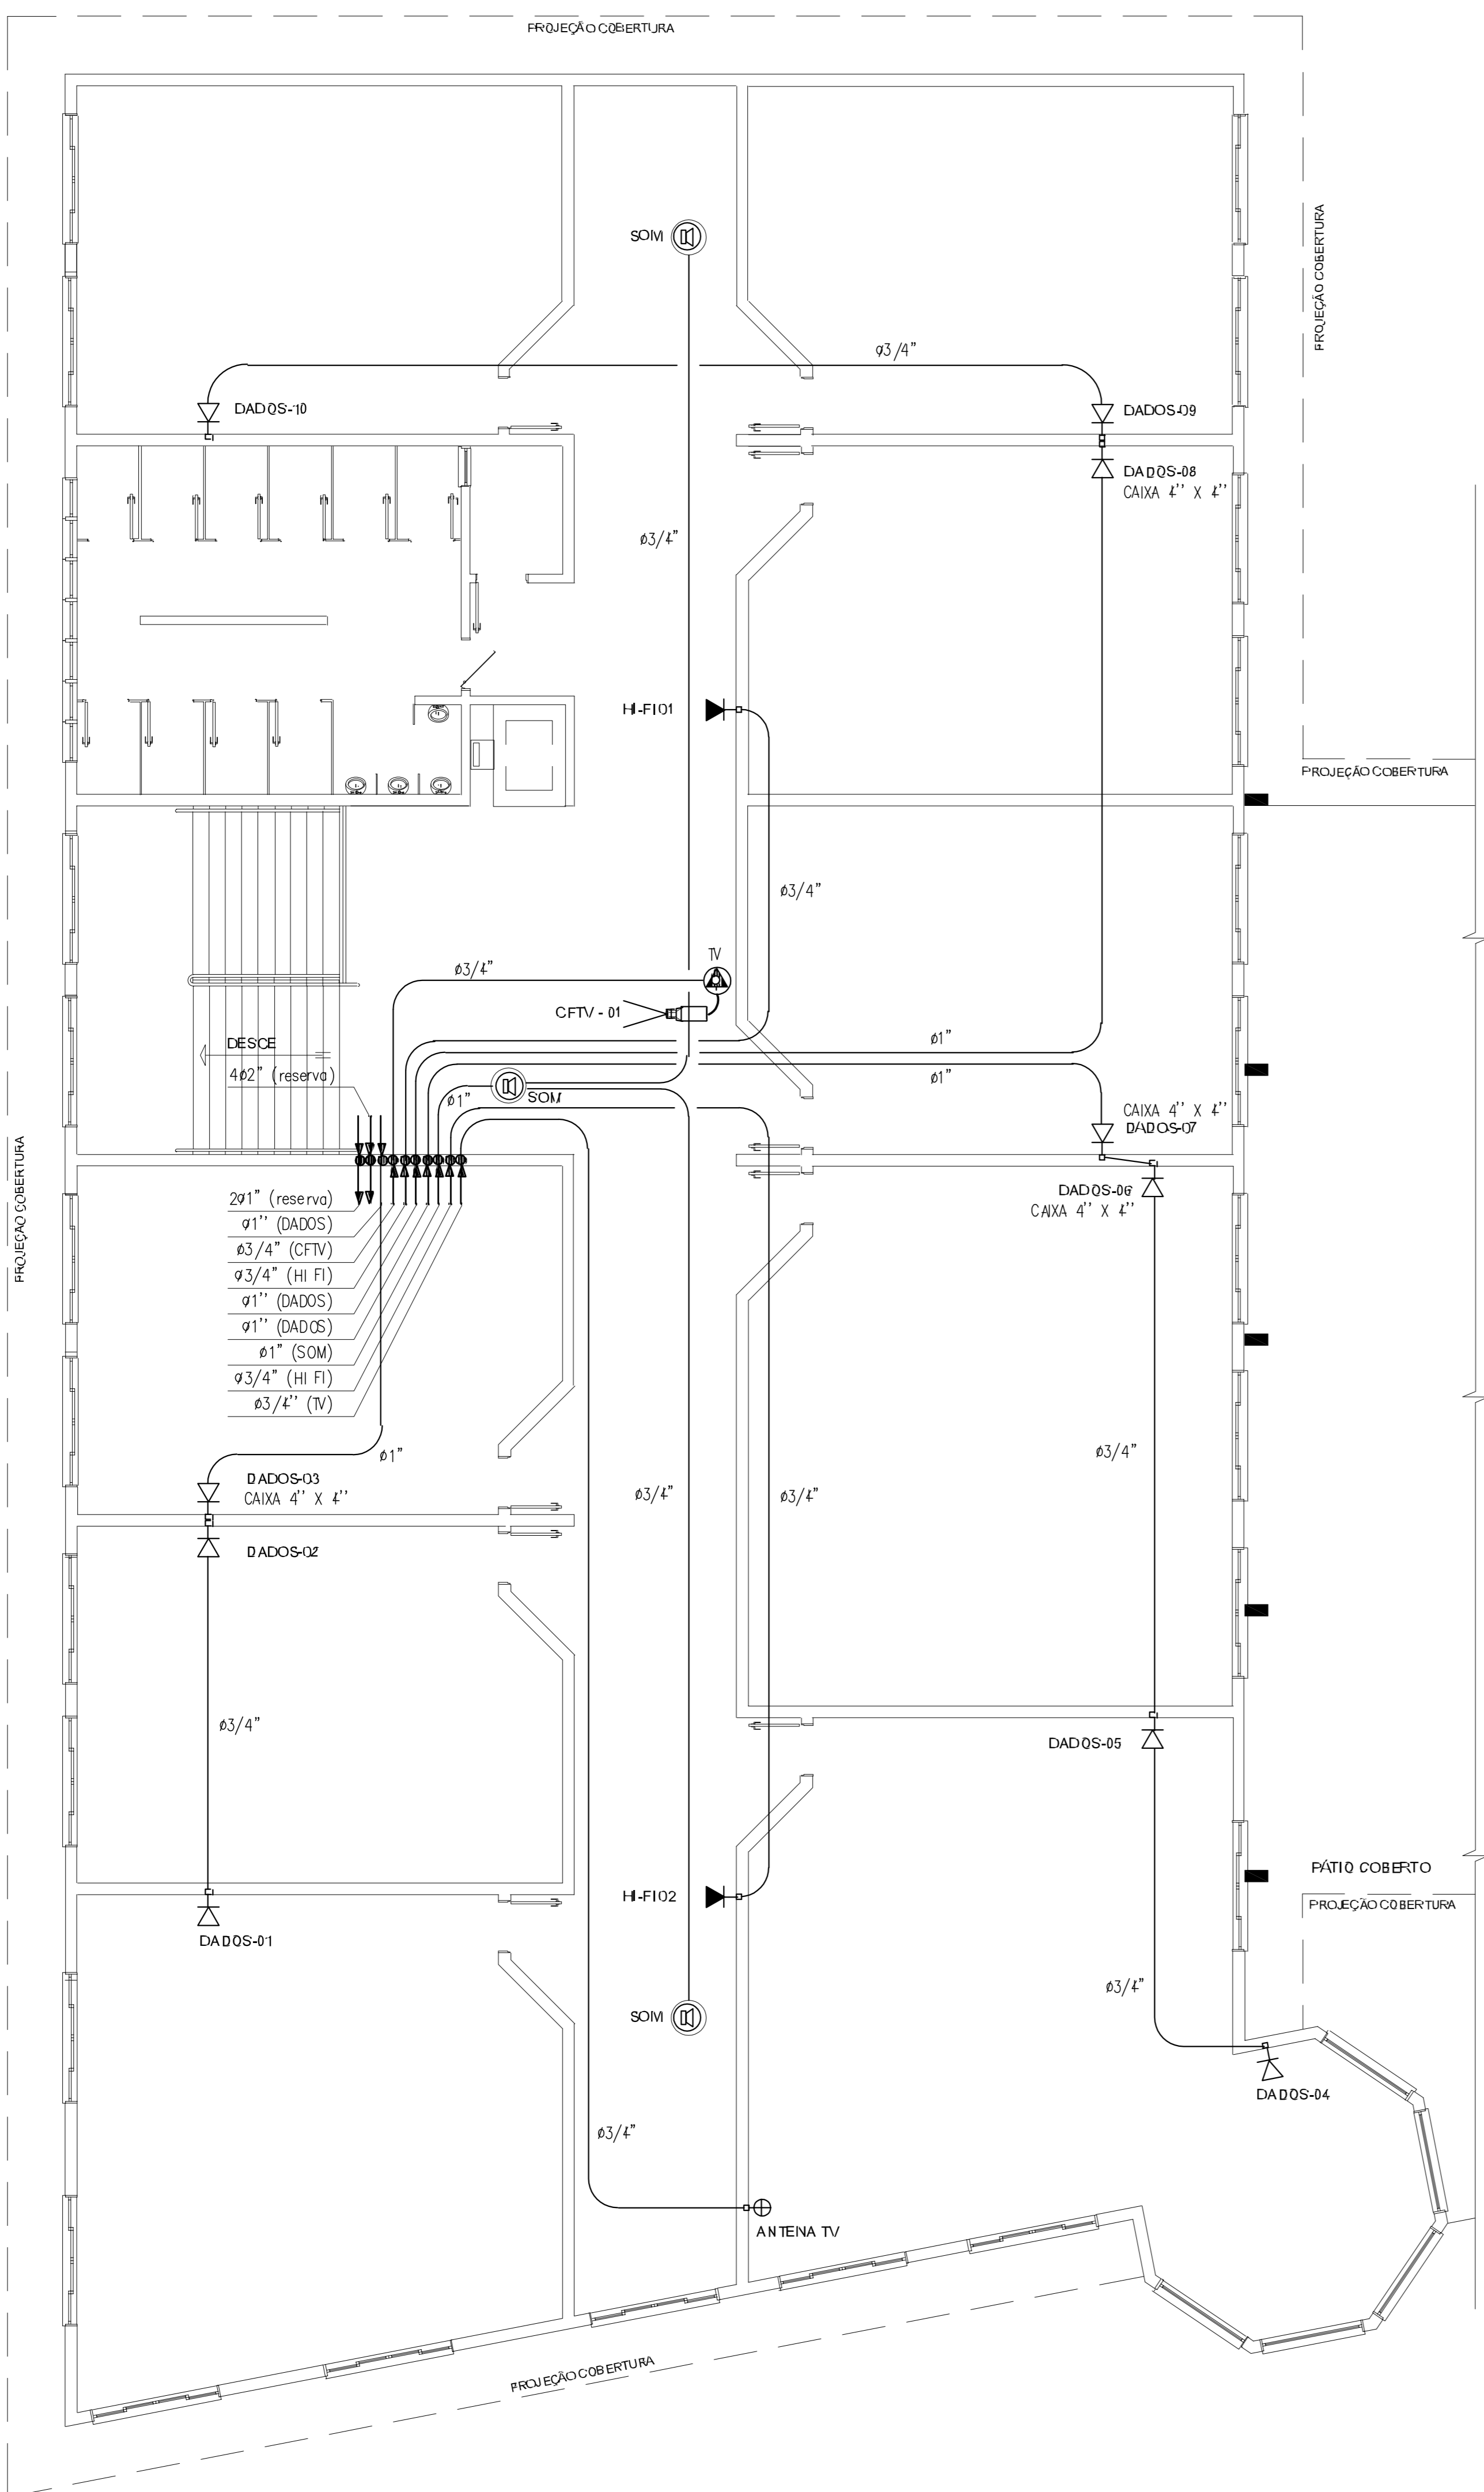 PROJEÇÃO COBERTURA
PROJEÇÃO COBERTURA
SOM
ø3/4"
DADOS-10
DADOS-09
DADOS-08
CAIXA 4'' X 4''
ø3/4"
HI-FI 01
PROJEÇÃO COBERTURA
ø3/4"
TV
ø3/4"
CFTV - 01
DESCE
ø1"
4ø2" (reserva)
ø1"
ø1"
SOM
CAIXA 4'' X 4''
DADOS-07
PROJEÇÃO COBERTURA
DADOS-06
CAIXA 4'' X 4''
2ø1" (reserva)
ø1'' (DADOS)
ø3/4" (CFTV)
ø3/4" (HI FI)
ø1'' (DADOS)
ø1'' (DADOS)
ø1" (SOM)
ø3/4" (HI FI)
ø3/4'' (TV)
ø1"
ø3/4"
DADOS-03
CAIXA 4'' X 4''
ø3/4"
ø3/4"
DADOS-02
ø3/4"
DADOS-05
PÁTIO COBERTO
HI-FI 02
PROJEÇÃO COBERTURA
DADOS-01
ø3/4"
SOM
DADOS-04
ø3/4"
ANTENA TV
PROJEÇÃO COBERTURA